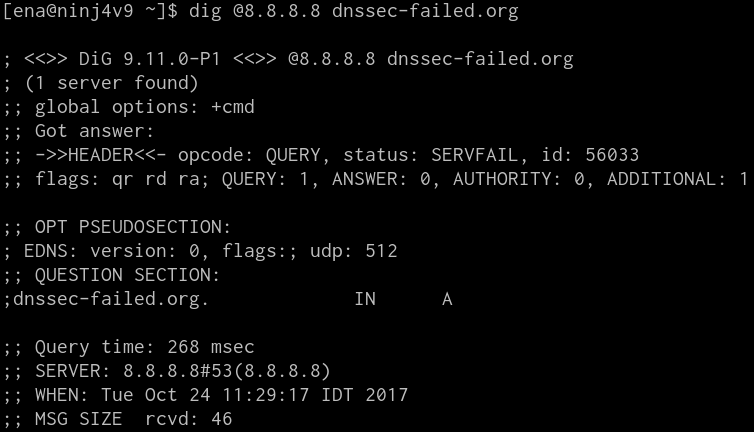 [ena@ninj4v9 ~]$ dig @8.8.8.8 dnssec-failed.org
; <<>> DiG 9.11.0-P1 <<>> @8.8.8.8 dnssec-failed.org
; (1 server found)
;; global options: +cmd
;; Got answer:
;; ->>HEADER<<- opcode: QUERY, status: SERVFAIL, id: 56033
;; flags: qr rd ra; QUERY: 1, ANSWER: 0, AUTHORITY: 0, ADDITIONAL: 1
;; OPT PSEUDOSECTION:
; EDNS: version: 0, flags:; udp: 512
;; QUESTION SECTION:
;dnssec-failed.org. IN A
;; Query time: 268 msec
;; SERVER: 8.8.8.8#53(8.8.8.8)
;; WHEN: Tue Oct 24 11:29:17 IDT 2017
;; MSG SIZE rcvd: 46